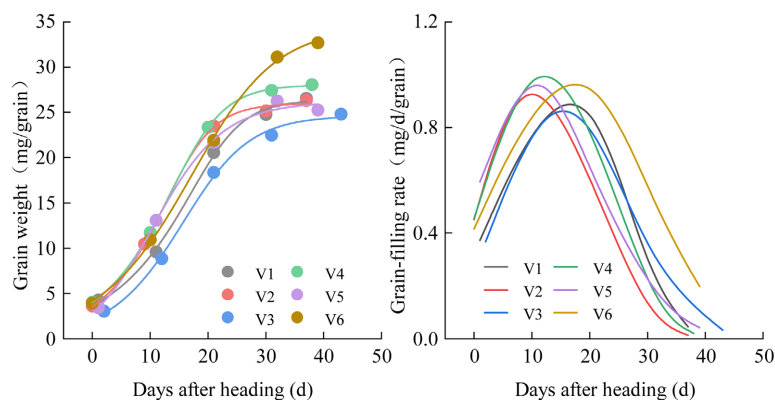 Grain weight（mg/grain）
35
30
25
20
15
10
5
0
0 10 20 30 40 50
Days after heading (d)
V1 V4
V2 V5
V3 V6
Grain-filling rate（mg/d/grain）
1.2
0.8
0.4
0.0
0 10 20 30 40 50
Days after heading (d)
V1 V4
V2 V5
V3 V6